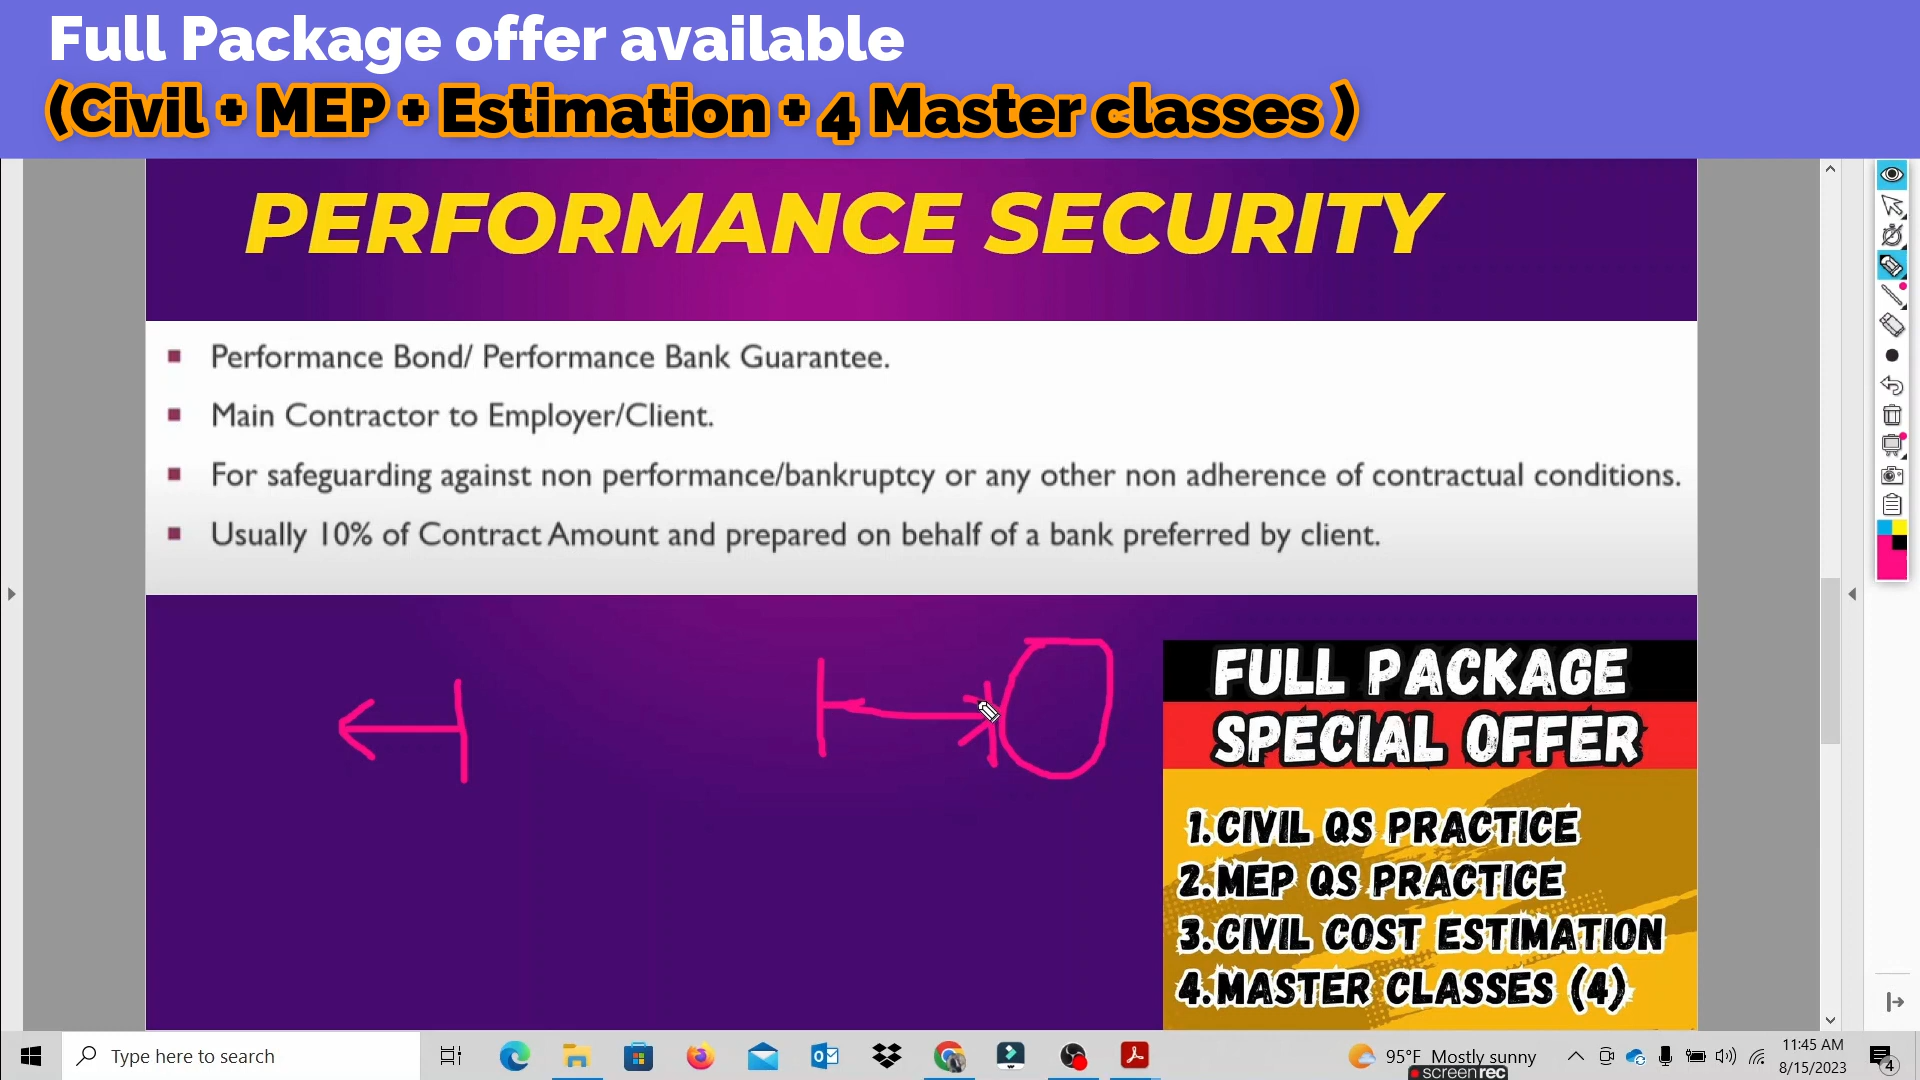 Full Package offer available
(Civil + MEP + Estimation + 4 Master classes )
PERFORMANCE SECURITY
Performance Bond/ Performance Bank Guarantee.
Main Contractor to Employer/Client.
For safeguarding against non performance/bankruptcy or any other non adherence of contractual conditions.
Usually 10% of Contract Amount and prepared on behalf of a bank preferred by client.
FULL PACKAGE
SPECIAL OFFER
1.CIVIL QS PRACTICE
2.MEP QS PRACTICE
3.CIVIL COST ESTIMATION
4.MASTER CLASSES (4)
Type here to search
95°F Mostly sunny
11:45 AM
8/15/2023
4
screenrec